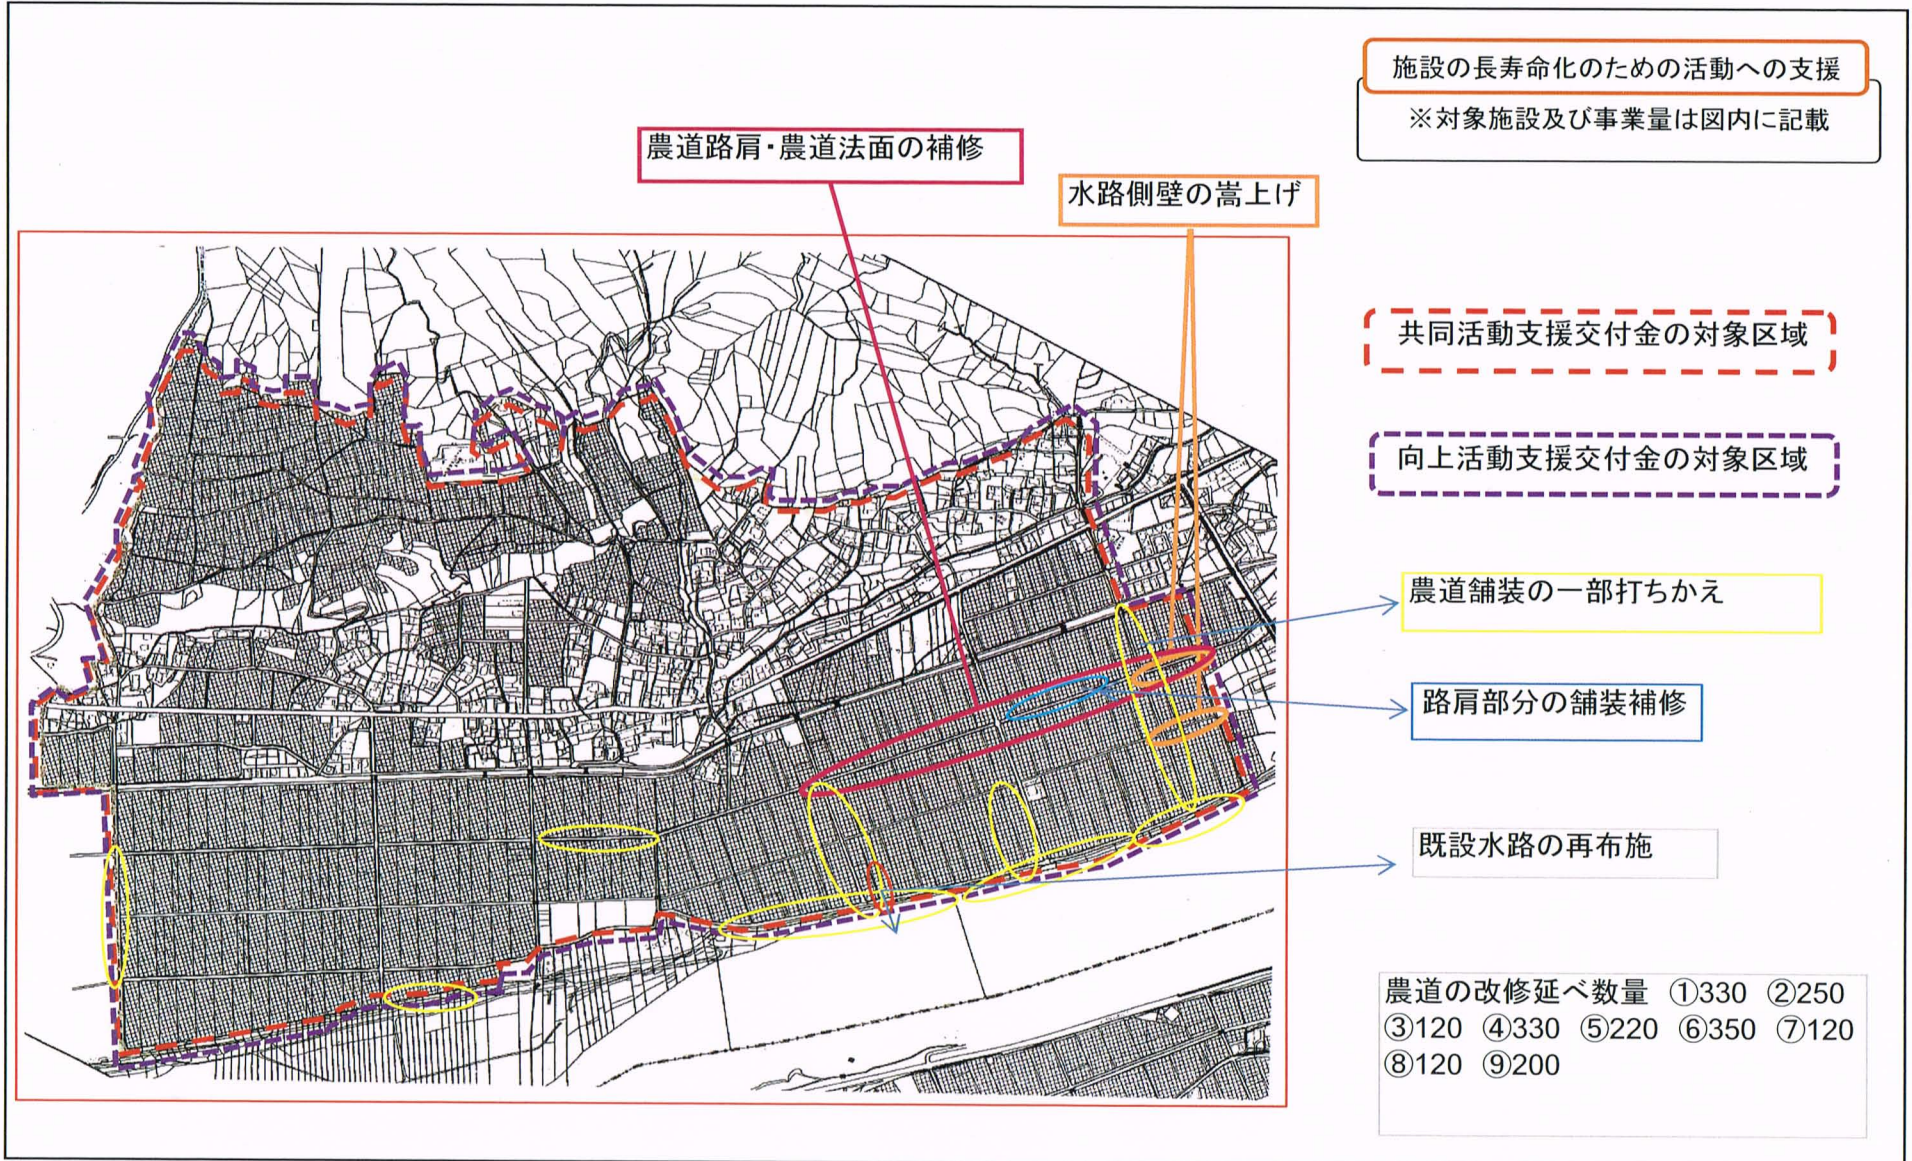 施設の長寿命化のための活動への支援
※対象施設及び事業量は図内に記載
農道路肩・農道法面の補修
水路側壁の嵩上げ
共同活動支援交付金の対象区域
向上活動支援交付金の対象区域
農道舗装の一部打ちかえ
路肩部分の舗装補修
既設水路の再布施
農道の改修延べ数量 ①330 ②250
③120 ④330 ⑤220 ⑥350 ⑦120
⑧120 ⑨200